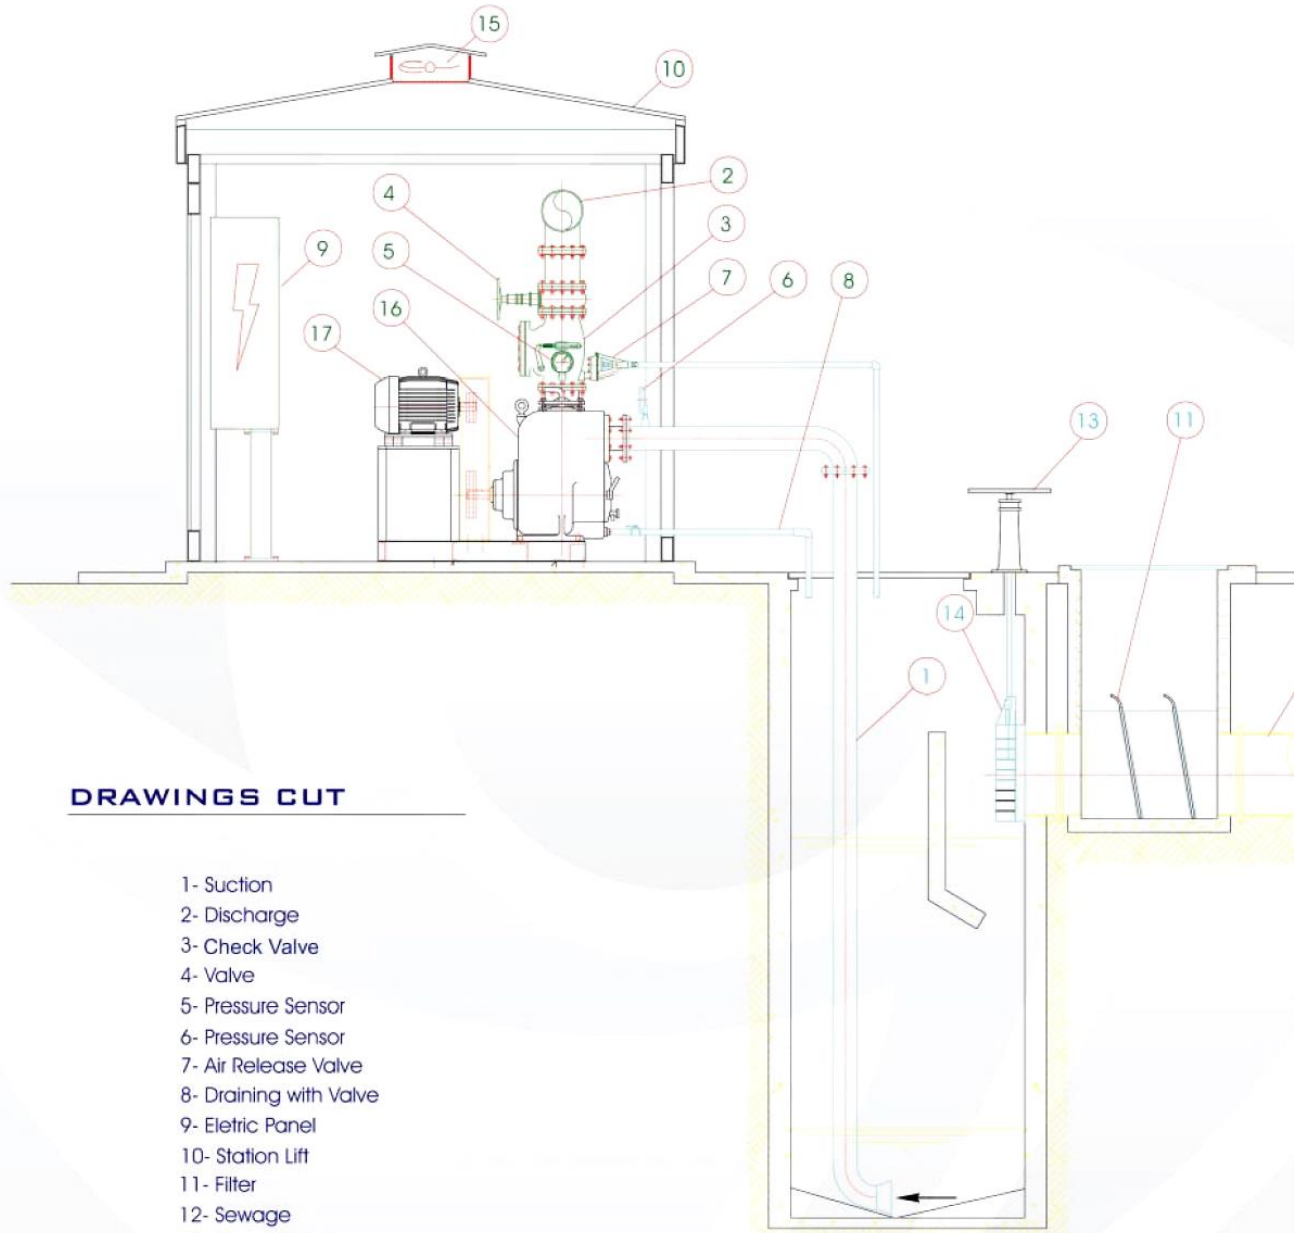 15
10
2
4
3
5
9
7
6
8
16
17
13
11
14
1
DRAWINGS CUT
1- Suction
2- Discharge
3- Check Valve
4- Valve
5- Pressure Sensor
6- Pressure Sensor
7- Air Release Valve
8- Draining with Valve
9- Eletric Panel
10- Station Lift
11- Filter
12- Sewage